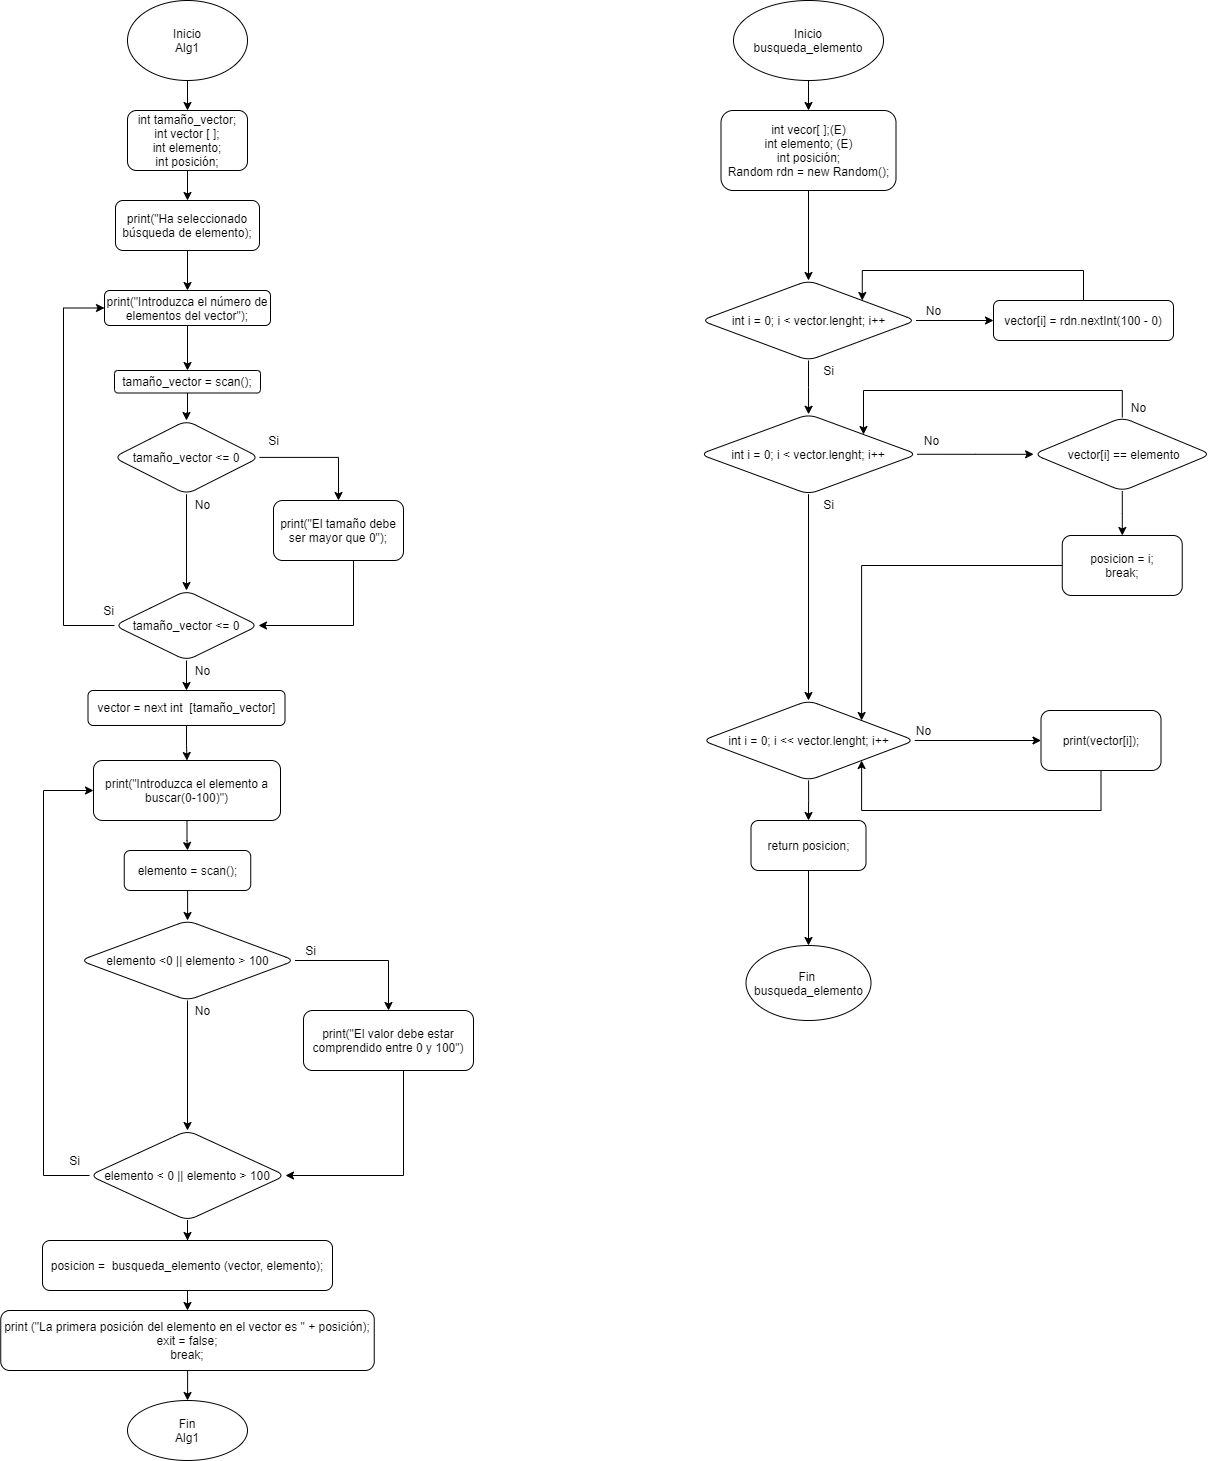 Inicio
Alg1
int tamaño_vector;
int vector [ ];
int elemento;
int posición;
print("Ha seleccionado
búsqueda de elemento);
print("Introduzca el número de
elementos del vector");
tamaño_vector = scan();
tamaño_vector <= 0
Si
No
print("El tamaño debe
ser mayor que 0");
tamaño_vector <= 0
Si
No
vector = next int  [tamaño_vector]
print("Introduzca el elemento a
buscar(0-100)")
elemento = scan();
elemento <0 || elemento > 100
Si
No
print("El valor debe estar
comprendido entre 0 y 100")
elemento < 0 || elemento > 100
Si
posicion =  busqueda_elemento (vector, elemento);
print ("La primera posición del elemento en el vector es " + posición);
exit = false;
break;
Fin
Alg1
Inicio
busqueda_elemento
int vecor[ ];(E)
int elemento; (E)
int posición;
Random rdn = new Random();
int i = 0; i < vector.lenght; i++
No
vector[i] = rdn.nextInt(100 - 0)
Si
int i = 0; i < vector.lenght; i++
No
vector[i] == elemento
No
Si
posicion = i;
break;
int i = 0; i << vector.lenght; i++
No
print(vector[i]);
return posicion;
Fin
busqueda_elemento